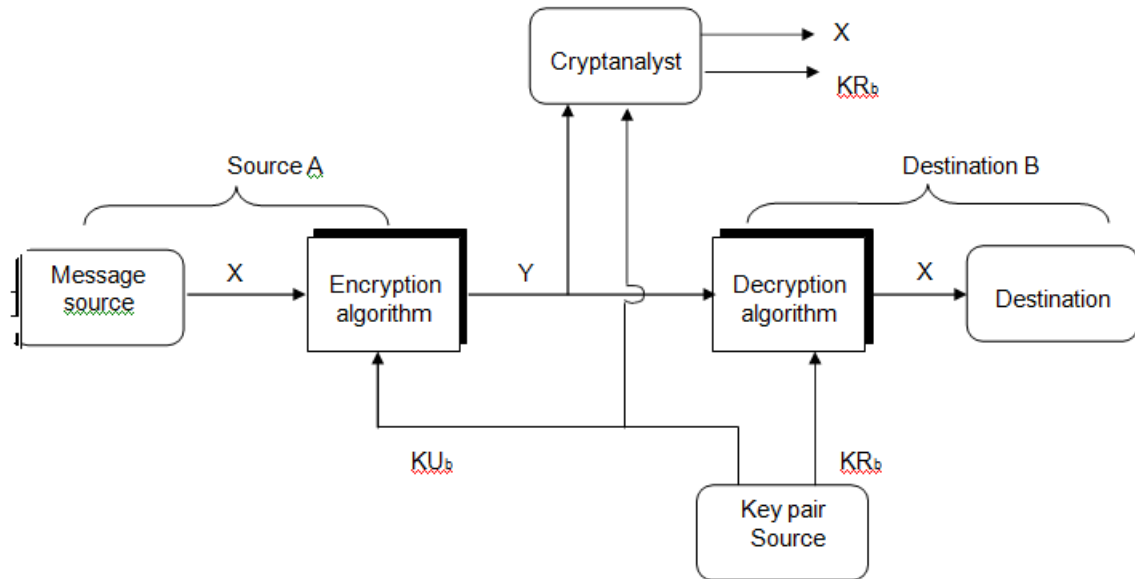 X
Cryptanalyst
KRb
Source A
Destination B
Message
source
X
Encryption
algorithm
Y
Decryption
algorithm
X
Destination
KUb
KRb
Key pair
Source